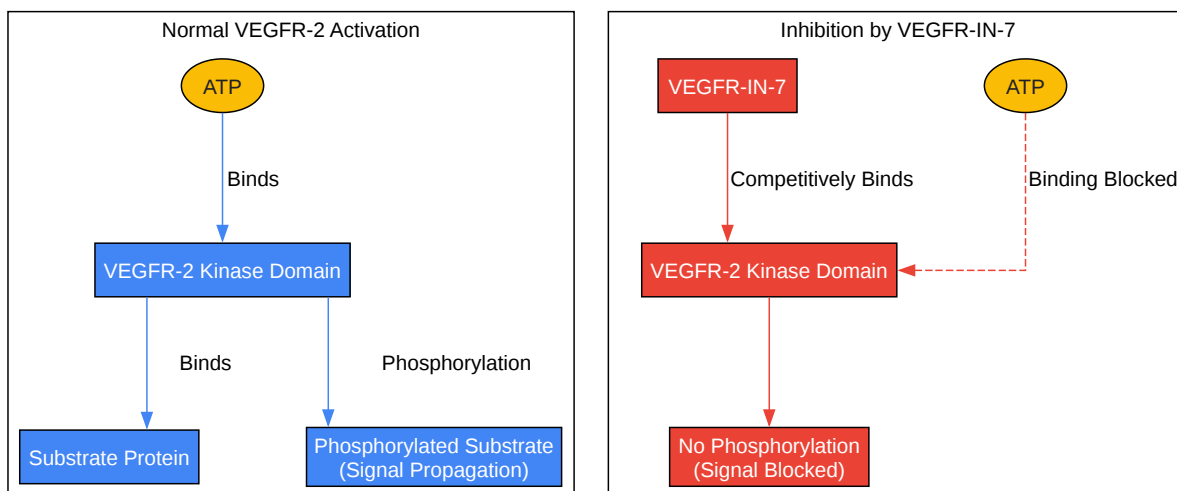 Normal VEGFR-2 Activation
ATP
Binds
VEGFR-2 Kinase Domain
Binds
Phosphorylation
Substrate Protein
Phosphorylated Substrate
(Signal Propagation)
Inhibition by VEGFR-IN-7
VEGFR-IN-7
ATP
Competitively Binds
Binding Blocked
VEGFR-2 Kinase Domain
No Phosphorylation
(Signal Blocked)